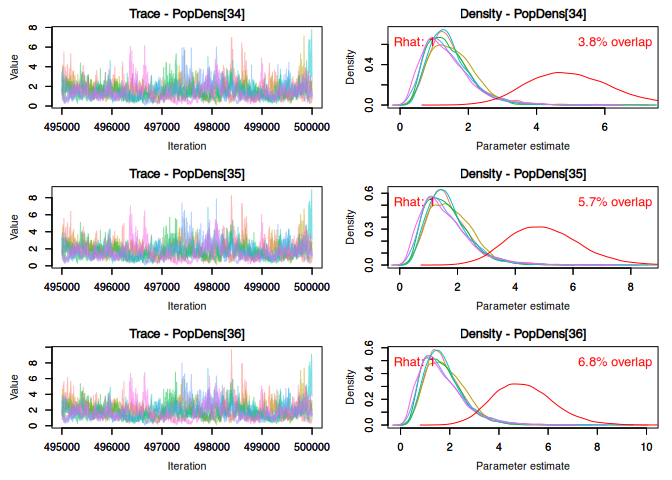 Trace - PopDens[34]
Value
0 2 4 6 8
495000 496000 497000 498000 499000 500000
Iteration
Density - PopDens[34]
Rhat: 1
3.8% overlap
Density
0.0 0.4
0 2 4 6
Parameter estimate
Trace - PopDens[35]
Value
0 2 4 6 8
495000 496000 497000 498000 499000 500000
Iteration
Density - PopDens[35]
Rhat: 1
5.7% overlap
Density
0.0 0.3 0.6
0 2 4 6 8
Parameter estimate
Trace - PopDens[36]
Value
0 2 4 6 8
495000 496000 497000 498000 499000 500000
Iteration
Density - PopDens[36]
Rhat: 1
6.8% overlap
Density
0.0 0.2 0.4 0.6
0 2 4 6 8 10
Parameter estimate